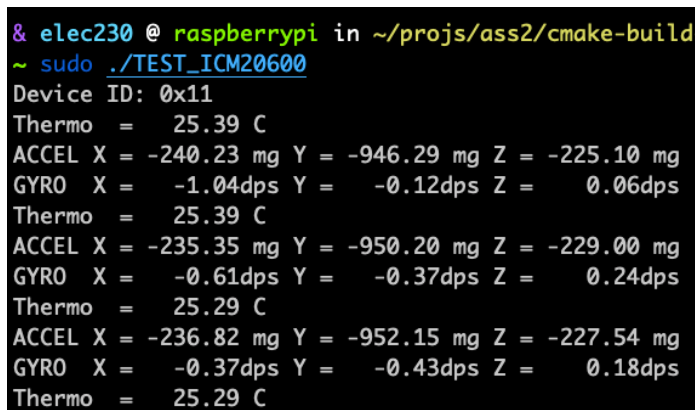 & elec230 @ raspberrypi in ~/projs/ass2/cmake-build
~ sudo ./TEST_ICM20600
Device ID: 0x11
Thermo  =   25.39 C
ACCEL X = -240.23 mg Y = -946.29 mg Z = -225.10 mg
GYRO  X =   -1.04dps Y =   -0.12dps Z =    0.06dps
Thermo  =   25.39 C
ACCEL X = -235.35 mg Y = -950.20 mg Z = -229.00 mg
GYRO  X =   -0.61dps Y =   -0.37dps Z =    0.24dps
Thermo  =   25.29 C
ACCEL X = -236.82 mg Y = -952.15 mg Z = -227.54 mg
GYRO  X =   -0.37dps Y =   -0.43dps Z =    0.18dps
Thermo  =   25.29 C